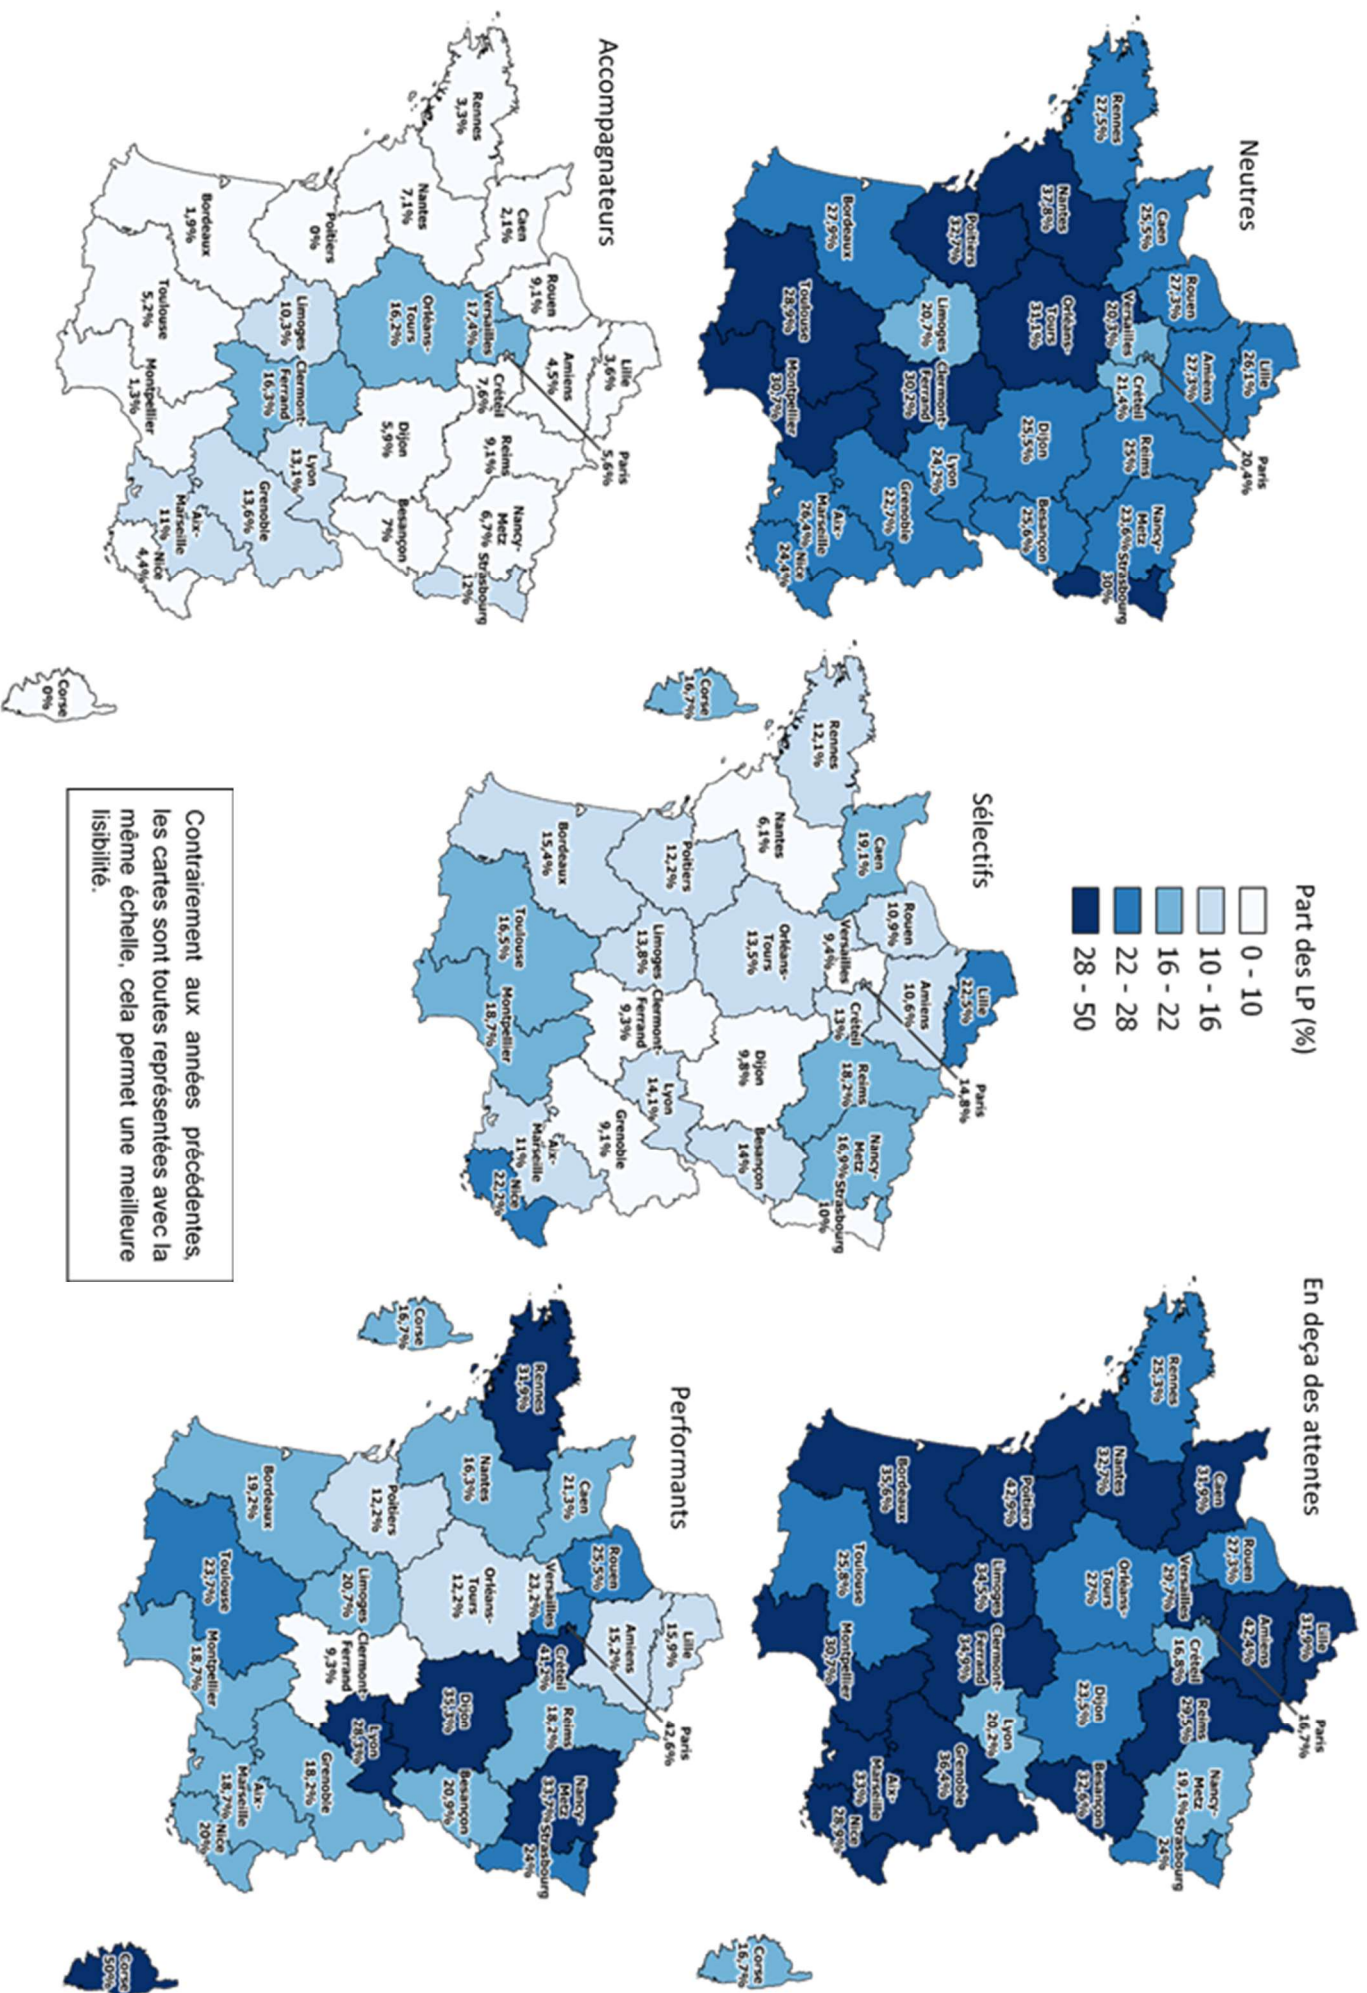 Neutres
Rennes
27,5%
Caen
25,5%
Rouen
27,3%
Lille
26,1%
Amiens
27,3%
Paris
20,4%
Versailles
20,3%
Créteil
21,4%
Reims
25%
Nancy-
Metz
23,6%
Strasbourg
30%
Nantes
37,8%
Orléans-
Tours
31,1%
Dijon
25,5%
Besançon
25,6%
Poitiers
32,7%
Limoges
20,7%
Clermont-
Ferrand
30,2%
Lyon
24,2%
Grenoble
22,7%
Bordeaux
27,9%
Toulouse
28,9%
Montpellier
30,7%
Aix-
Marseille
26,4%
Nice
24,4%
Corse
16,7%
Part des LP (%)
0 - 10
10 - 16
16 - 22
22 - 28
28 - 50
En deça des attentes
Rennes
25,3%
Caen
31,9%
Rouen
27,3%
Lille
31,9%
Amiens
42,4%
Paris
16,7%
Versailles
29,7%
Créteil
16,8%
Reims
29,5%
Nancy-
Metz
19,1%
Strasbourg
24%
Nantes
32,7%
Orléans-
Tours
27%
Dijon
23,5%
Besançon
32,6%
Poitiers
42,9%
Limoges
34,5%
Clermont-
Ferrand
34,9%
Lyon
20,2%
Grenoble
36,4%
Bordeaux
35,6%
Toulouse
25,8%
Montpellier
30,7%
Aix-
Marseille
33%
Nice
28,9%
Corse
16,7%
Sélectifs
Rennes
12,1%
Caen
19,1%
Rouen
10,9%
Lille
22,5%
Amiens
10,6%
Paris
14,8%
Versailles
9,4%
Créteil
13%
Reims
18,2%
Nancy-
Metz
16,9%
Strasbourg
10%
Nantes
6,1%
Orléans-
Tours
13,5%
Dijon
9,8%
Besançon
14%
Poitiers
12,2%
Limoges
13,8%
Clermont-
Ferrand
9,3%
Lyon
14,1%
Grenoble
9,1%
Bordeaux
15,4%
Toulouse
16,5%
Montpellier
18,7%
Aix-
Marseille
11%
Nice
22,2%
Corse
16,7%
Accompagnateurs
Rennes
3,3%
Caen
2,1%
Rouen
9,1%
Lille
3,6%
Amiens
4,5%
Paris
5,6%
Versailles
17,4%
Créteil
7,6%
Reims
9,1%
Nancy-
Metz
6,7%
Strasbourg
12%
Nantes
7,1%
Orléans-
Tours
16,2%
Dijon
5,9%
Besançon
7%
Poitiers
0%
Limoges
10,3%
Clermont-
Ferrand
16,3%
Lyon
13,1%
Grenoble
13,6%
Bordeaux
1,9%
Toulouse
5,2%
Montpellier
1,3%
Aix-
Marseille
11%
Nice
4,4%
Corse
0%
Performants
Rennes
31,9%
Caen
21,3%
Rouen
25,5%
Lille
15,9%
Amiens
15,2%
Paris
42,6%
Versailles
23,2%
Créteil
41,2%
Reims
18,2%
Nancy-
Metz
33,7%
Strasbourg
24%
Nantes
16,3%
Orléans-
Tours
12,2%
Dijon
35,3%
Besançon
20,9%
Poitiers
12,2%
Limoges
20,7%
Clermont-
Ferrand
9,3%
Lyon
28,3%
Grenoble
18,2%
Bordeaux
19,2%
Toulouse
23,7%
Montpellier
18,7%
Aix-
Marseille
18,7%
Nice
20%
Corse
50%
Contrairement aux années précédentes,
les cartes sont toutes représentées avec la
même échelle, cela permet une meilleure
lisibilité.